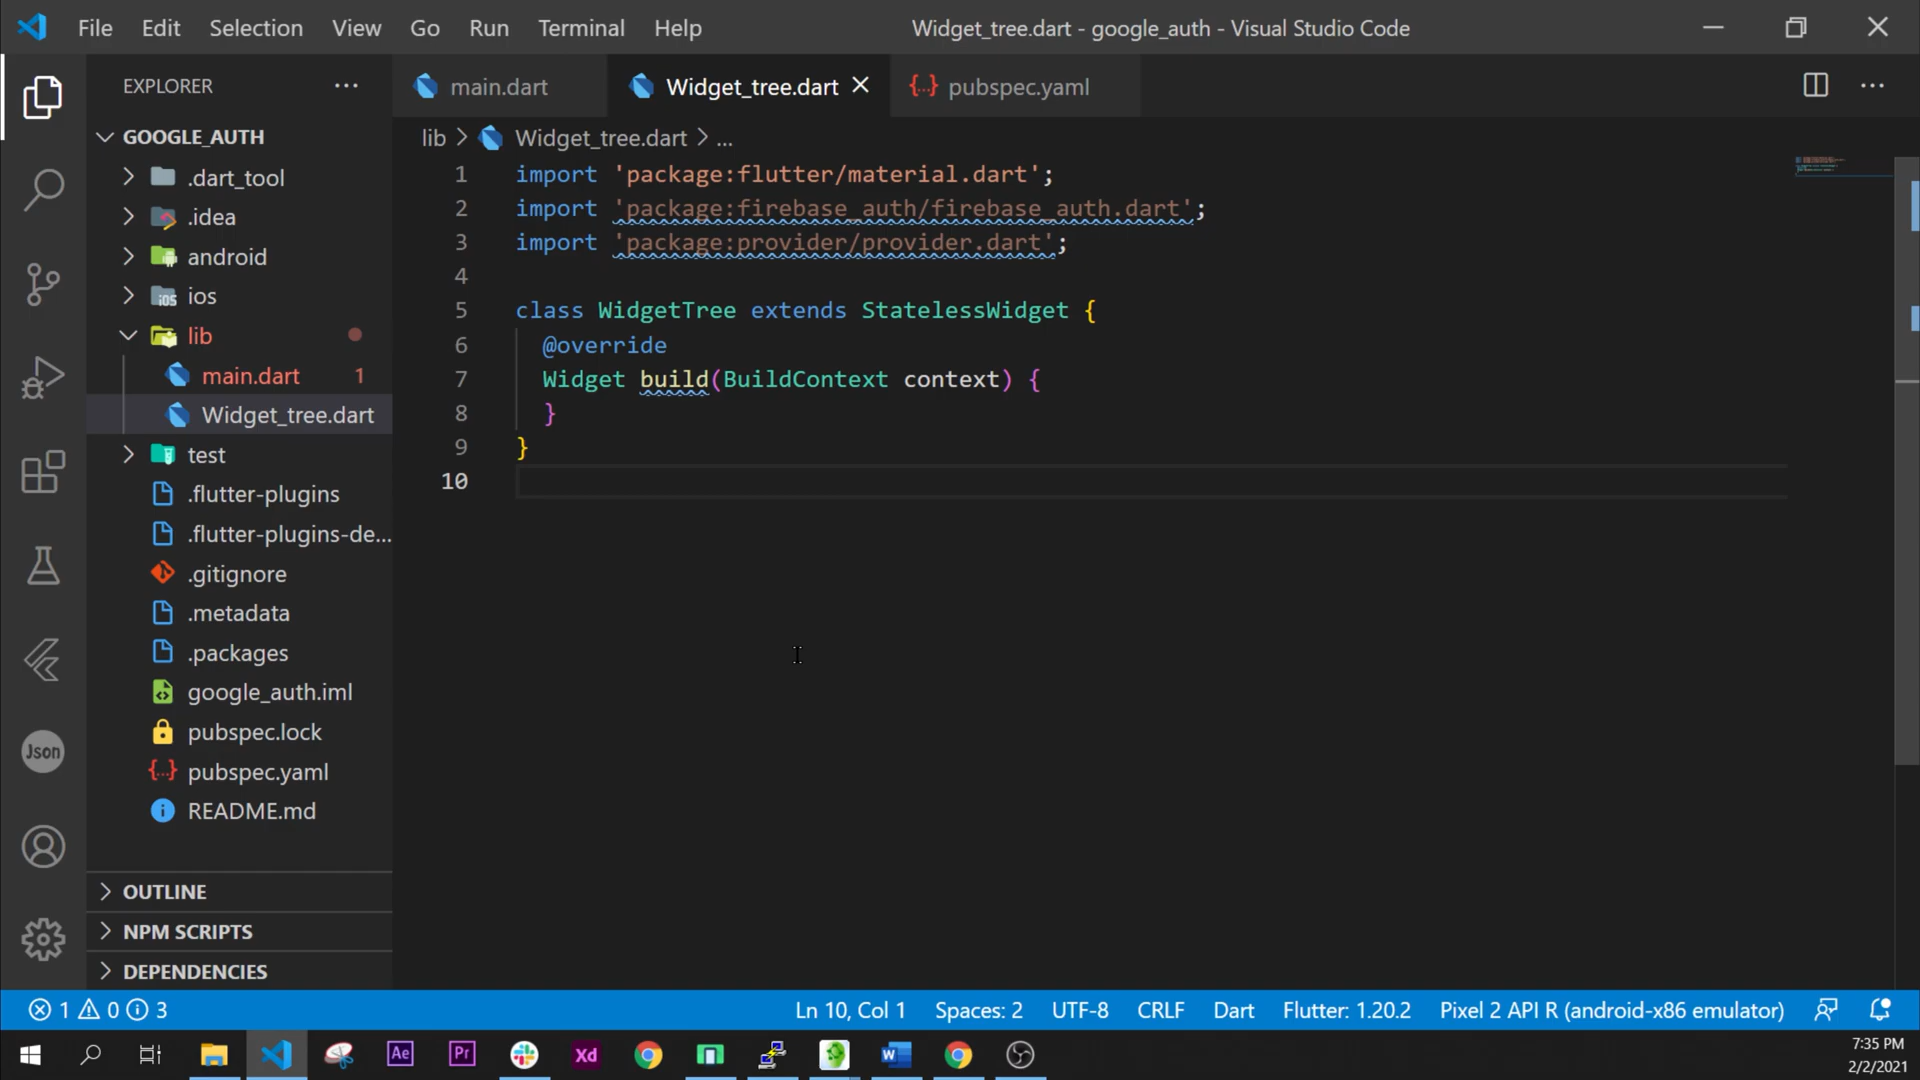 File Edit Selection View Go Run Terminal Help Widget_tree.dart - google_auth - Visual Studio Code
EXPLORER
main.dart
Widget_tree.dart
pubspec.yaml
GOOGLE_AUTH
lib > Widget_tree.dart > ...
.dart_tool
.idea
android
ios
lib
main.dart 1
Widget_tree.dart
test
.flutter-plugins
.flutter-plugins-de...
.gitignore
.metadata
.packages
google_auth.iml
pubspec.lock
pubspec.yaml
README.md
OUTLINE
NPM SCRIPTS
DEPENDENCIES
Json
1 import 'package:flutter/material.dart';
2 import 'package:firebase_auth/firebase_auth.dart';
3 import 'package:provider/provider.dart';
4
5 class WidgetTree extends StatelessWidget {
6 @override
7 Widget build(BuildContext context) {
8 }
9 }
10
1 0 3
Ln 10, Col 1 Spaces: 2 UTF-8 CRLF Dart Flutter: 1.20.2 Pixel 2 API R (android-x86 emulator)
Ae
Pr
Xd
7:35 PM
2/2/2021